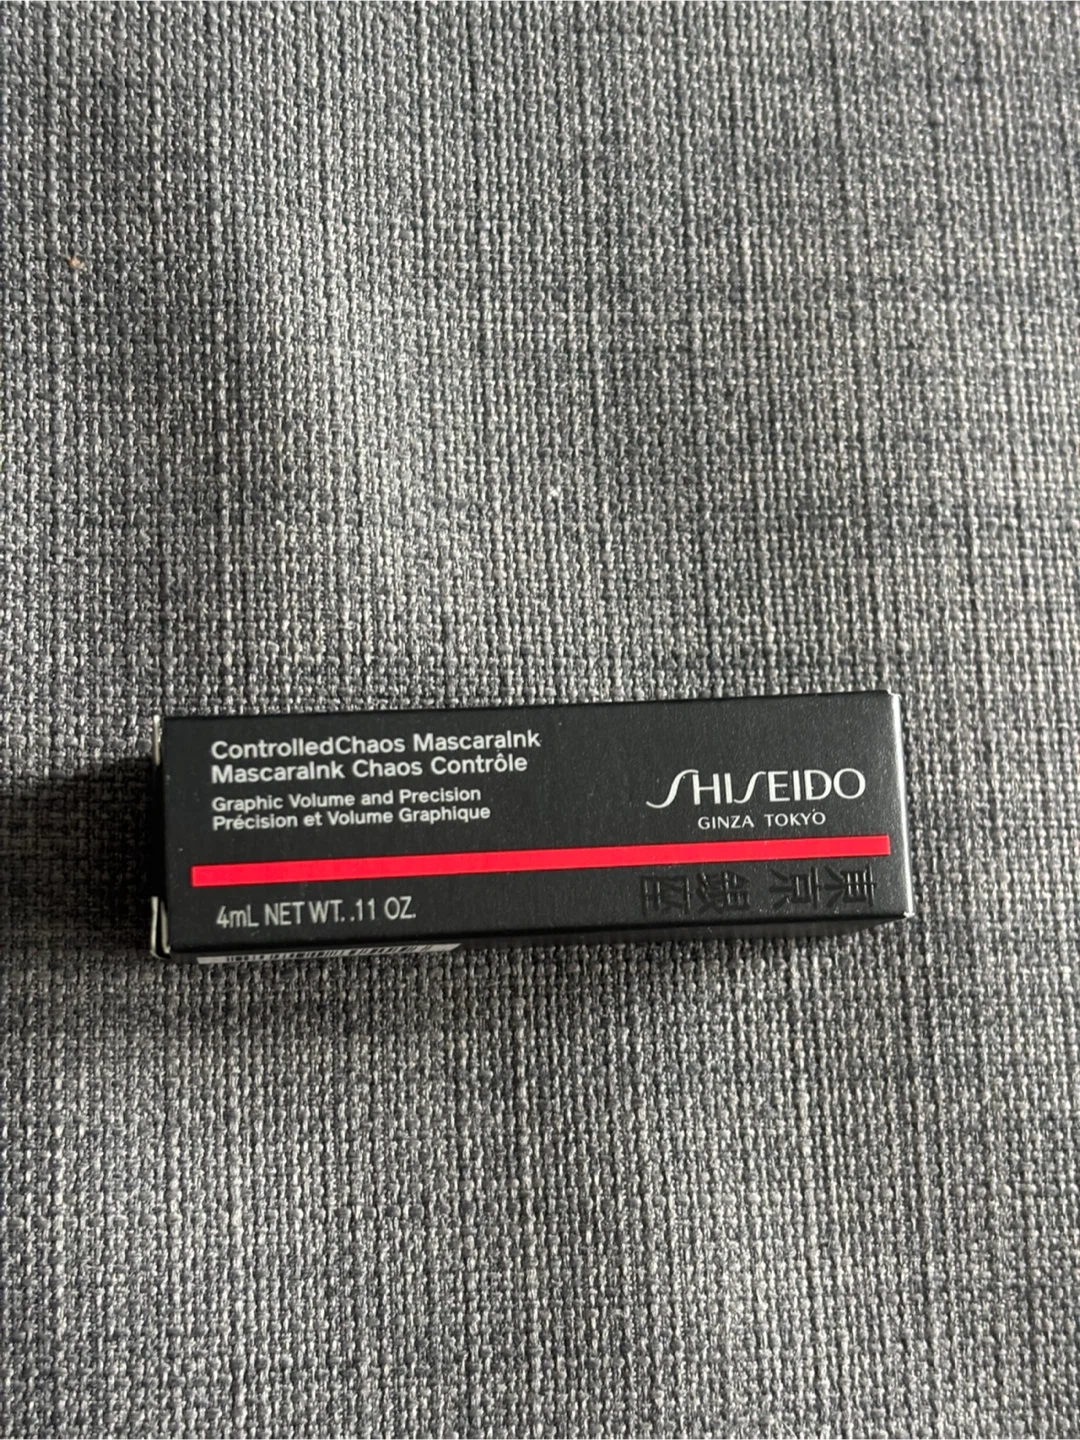 ControlledChaos MascaraInk
MascaraInk Chaos Contrôle
Graphic Volume and Precision
Précision et Volume Graphique
SHISEIDO
GINZA TOKYO
4mL NET WT. .11 OZ.
東京銀座